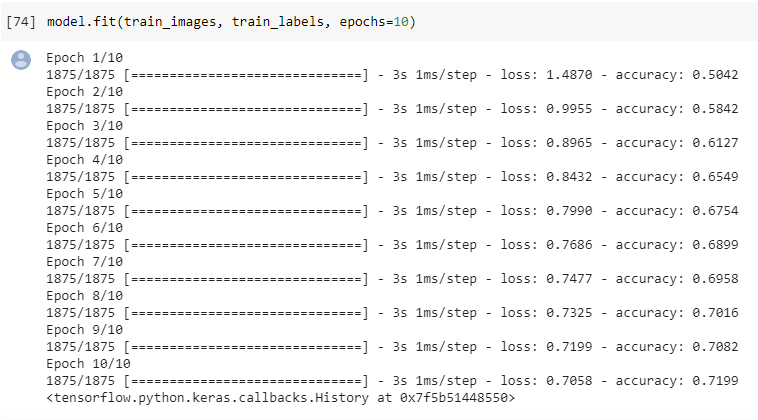 [74] model.fit(train_images, train_labels, epochs=10)
Epoch 1/10
1875/1875 [==============================] - 3s 1ms/step - loss: 1.4870 - accuracy: 0.5042
Epoch 2/10
1875/1875 [==============================] - 3s 1ms/step - loss: 0.9955 - accuracy: 0.5842
Epoch 3/10
1875/1875 [==============================] - 3s 1ms/step - loss: 0.8965 - accuracy: 0.6127
Epoch 4/10
1875/1875 [==============================] - 3s 1ms/step - loss: 0.8432 - accuracy: 0.6549
Epoch 5/10
1875/1875 [==============================] - 3s 1ms/step - loss: 0.7990 - accuracy: 0.6754
Epoch 6/10
1875/1875 [==============================] - 3s 1ms/step - loss: 0.7686 - accuracy: 0.6899
Epoch 7/10
1875/1875 [==============================] - 3s 1ms/step - loss: 0.7477 - accuracy: 0.6958
Epoch 8/10
1875/1875 [==============================] - 3s 1ms/step - loss: 0.7325 - accuracy: 0.7016
Epoch 9/10
1875/1875 [==============================] - 3s 1ms/step - loss: 0.7199 - accuracy: 0.7082
Epoch 10/10
1875/1875 [==============================] - 3s 1ms/step - loss: 0.7058 - accuracy: 0.7199
<tensorflow.python.keras.callbacks.History at 0x7f5b51448550>